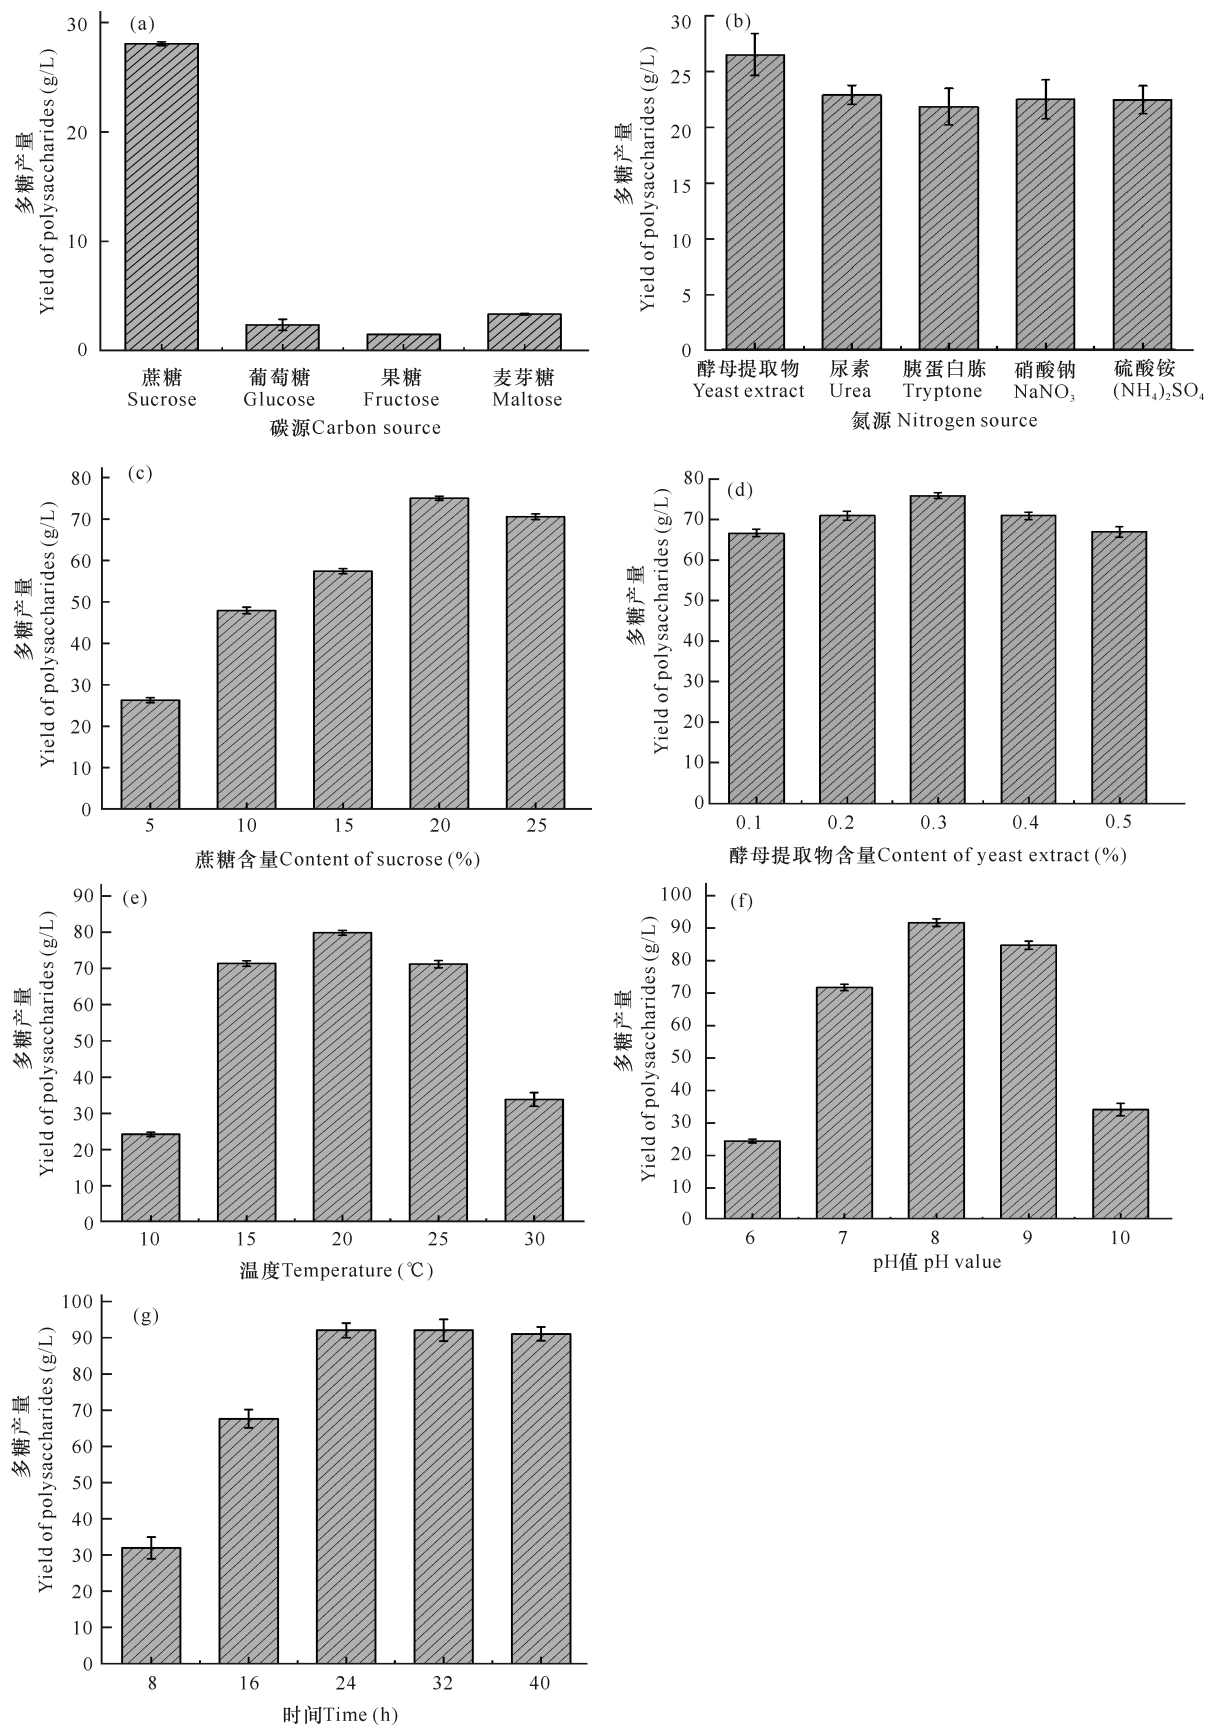 (a)
多糖产量
Yield of polysaccharides (g/L)
30
20
10
0
蔗糖 葡萄糖 果糖 麦芽糖
Sucrose Glucose Fructose Maltose
碳源Carbon source
(b)
多糖产量
Yield of polysaccharides (g/L)
30
25
20
15
10
5
0
酵母提取物 尿素 胰蛋白胨 硝酸钠 硫酸铵
Yeast extract Urea Tryptone NaNO₃ (NH₄)₂SO₄
氮源 Nitrogen source
(c)
多糖产量
Yield of polysaccharides (g/L)
80
70
60
50
40
30
20
10
0
5 10 15 20 25
蔗糖含量Content of sucrose (%)
(d)
多糖产量
Yield of polysaccharides (g/L)
80
70
60
50
40
30
20
10
0
0.1 0.2 0.3 0.4 0.5
酵母提取物含量Content of yeast extract (%)
(e)
多糖产量
Yield of polysaccharides (g/L)
90
80
70
60
50
40
30
20
10
0
10 15 20 25 30
温度Temperature (℃)
(f)
多糖产量
Yield of polysaccharides (g/L)
100
90
80
70
60
50
40
30
20
10
0
6 7 8 9 10
pH值 pH value
(g)
多糖产量
Yield of polysaccharides (g/L)
100
90
80
70
60
50
40
30
20
10
0
8 16 24 32 40
时间Time (h)